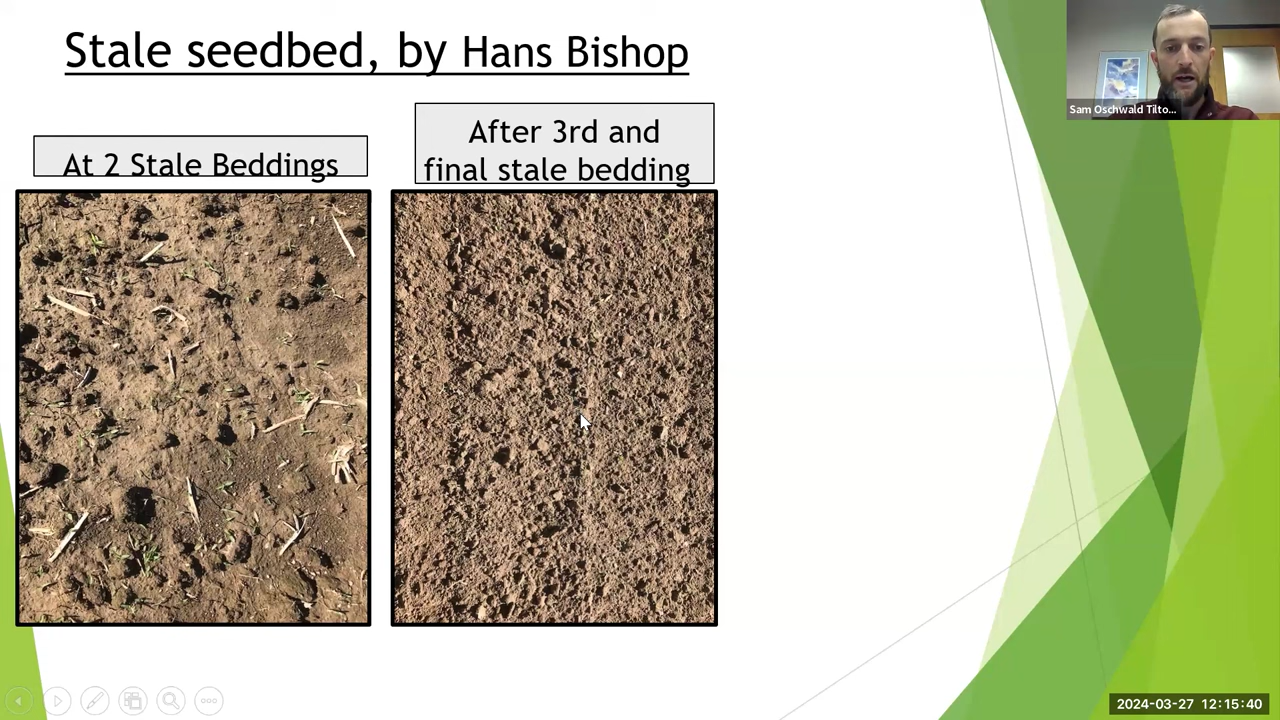 Stale seedbed, by Hans Bishop
Sam Oschwald Tilto...
At 2 Stale Beddings
After 3rd and
final stale bedding
2024-03-27 12:15:40